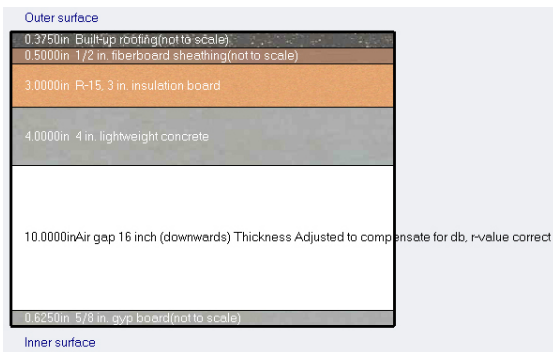 Outer surface
0.3750in Built-up roofing(not to scale)
0.5000in 1/2 in. fiberboard sheathing(not to scale)
3.0000in R-15, 3 in. insulation board
4.0000in 4 in. lightweight concrete
10.0000inAir gap 16 inch (downwards) Thickness Adjusted to compensate for db, r-value correct
0.6250in 5/8 in. gyp board(not to scale)
Inner surface